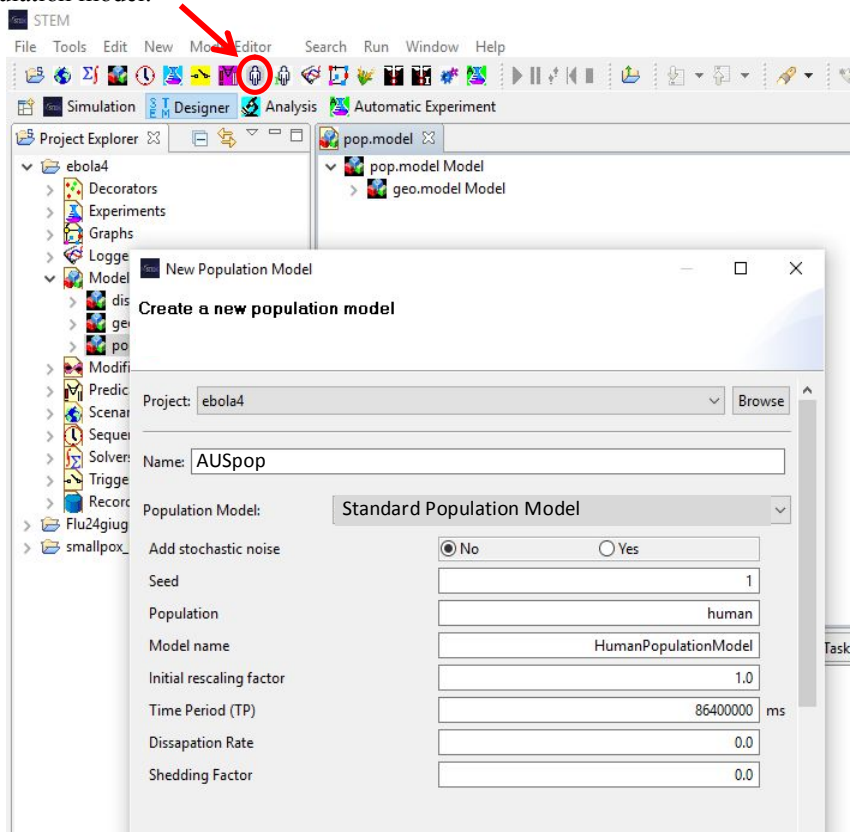 ulation model.
STEM
File Tools Edit New Model Editor Search Run Window Help
Simulation Designer Analysis Automatic Experiment
Project Explorer
pop.model
ebola4
pop.model Model
Decorators
geo.model Model
Experiments
Graphs
Logge
New Population Model
Model
dis
Create a new population model
ge
po
Modifi
Predic
Project: ebola4 Browse
Scenar
Seque
Solver
Name: AUSpop
Trigge
Record
Population Model: Standard Population Model
Flu24giug
smallpox_
Add stochastic noise No Yes
Seed 1
Population human
Model name HumanPopulationModel
Task
Initial rescaling factor 1.0
Time Period (TP) 86400000 ms
Dissapation Rate 0.0
Shedding Factor 0.0